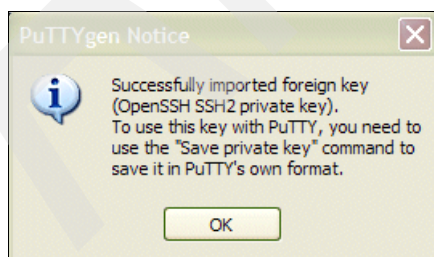 PuTTYgen Notice
Successfully imported foreign key
(OpenSSH SSH2 private key).
To use this key with PuTTY, you need to
use the "Save private key" command to
save it in PuTTY's own format.
OK